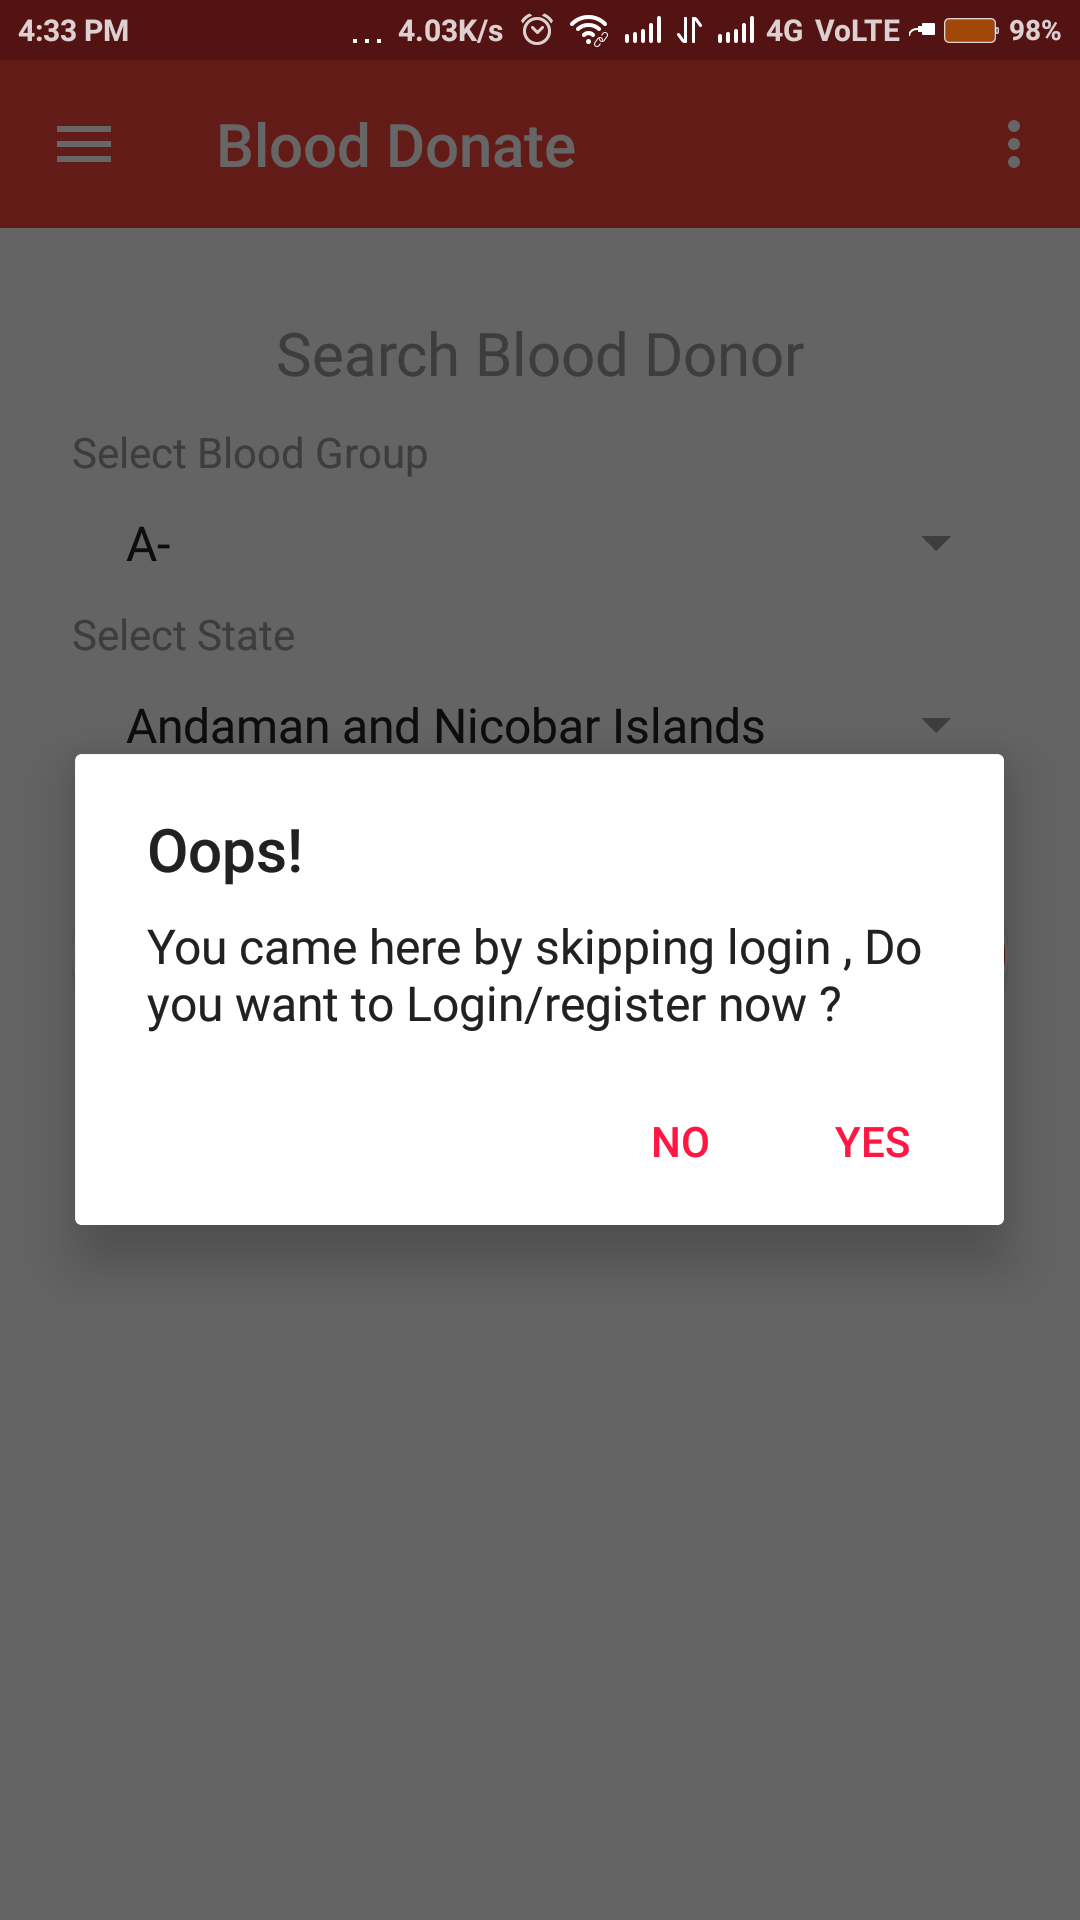 4:33 PM ... 4.03K/s 4G VoLTE 98%
Blood Donate
Search Blood Donor
Select Blood Group
A-
Select State
Andaman and Nicobar Islands
Oops!
You came here by skipping login , Do
you want to Login/register now ?
NO YES